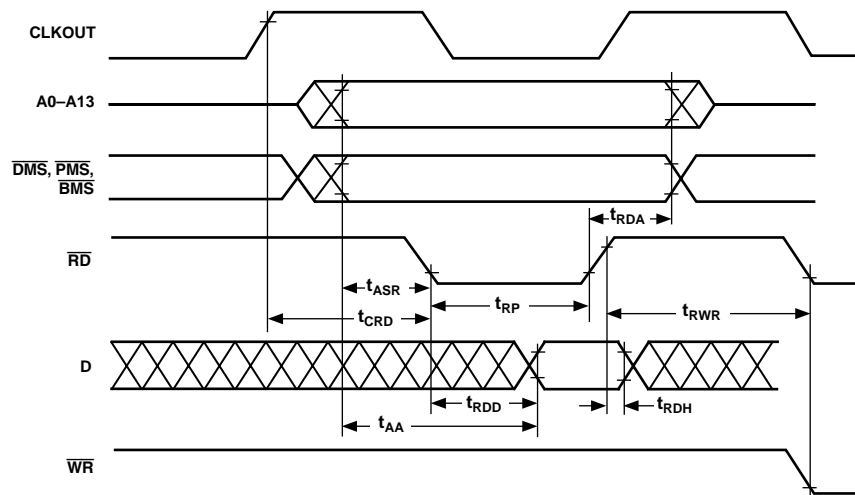 CLKOUT
A0–A13
DMS, PMS,
BMS
tRDA
RD
tASR
tRP
tCRD
tRWR
D
tRDD
tRDH
tAA
WR